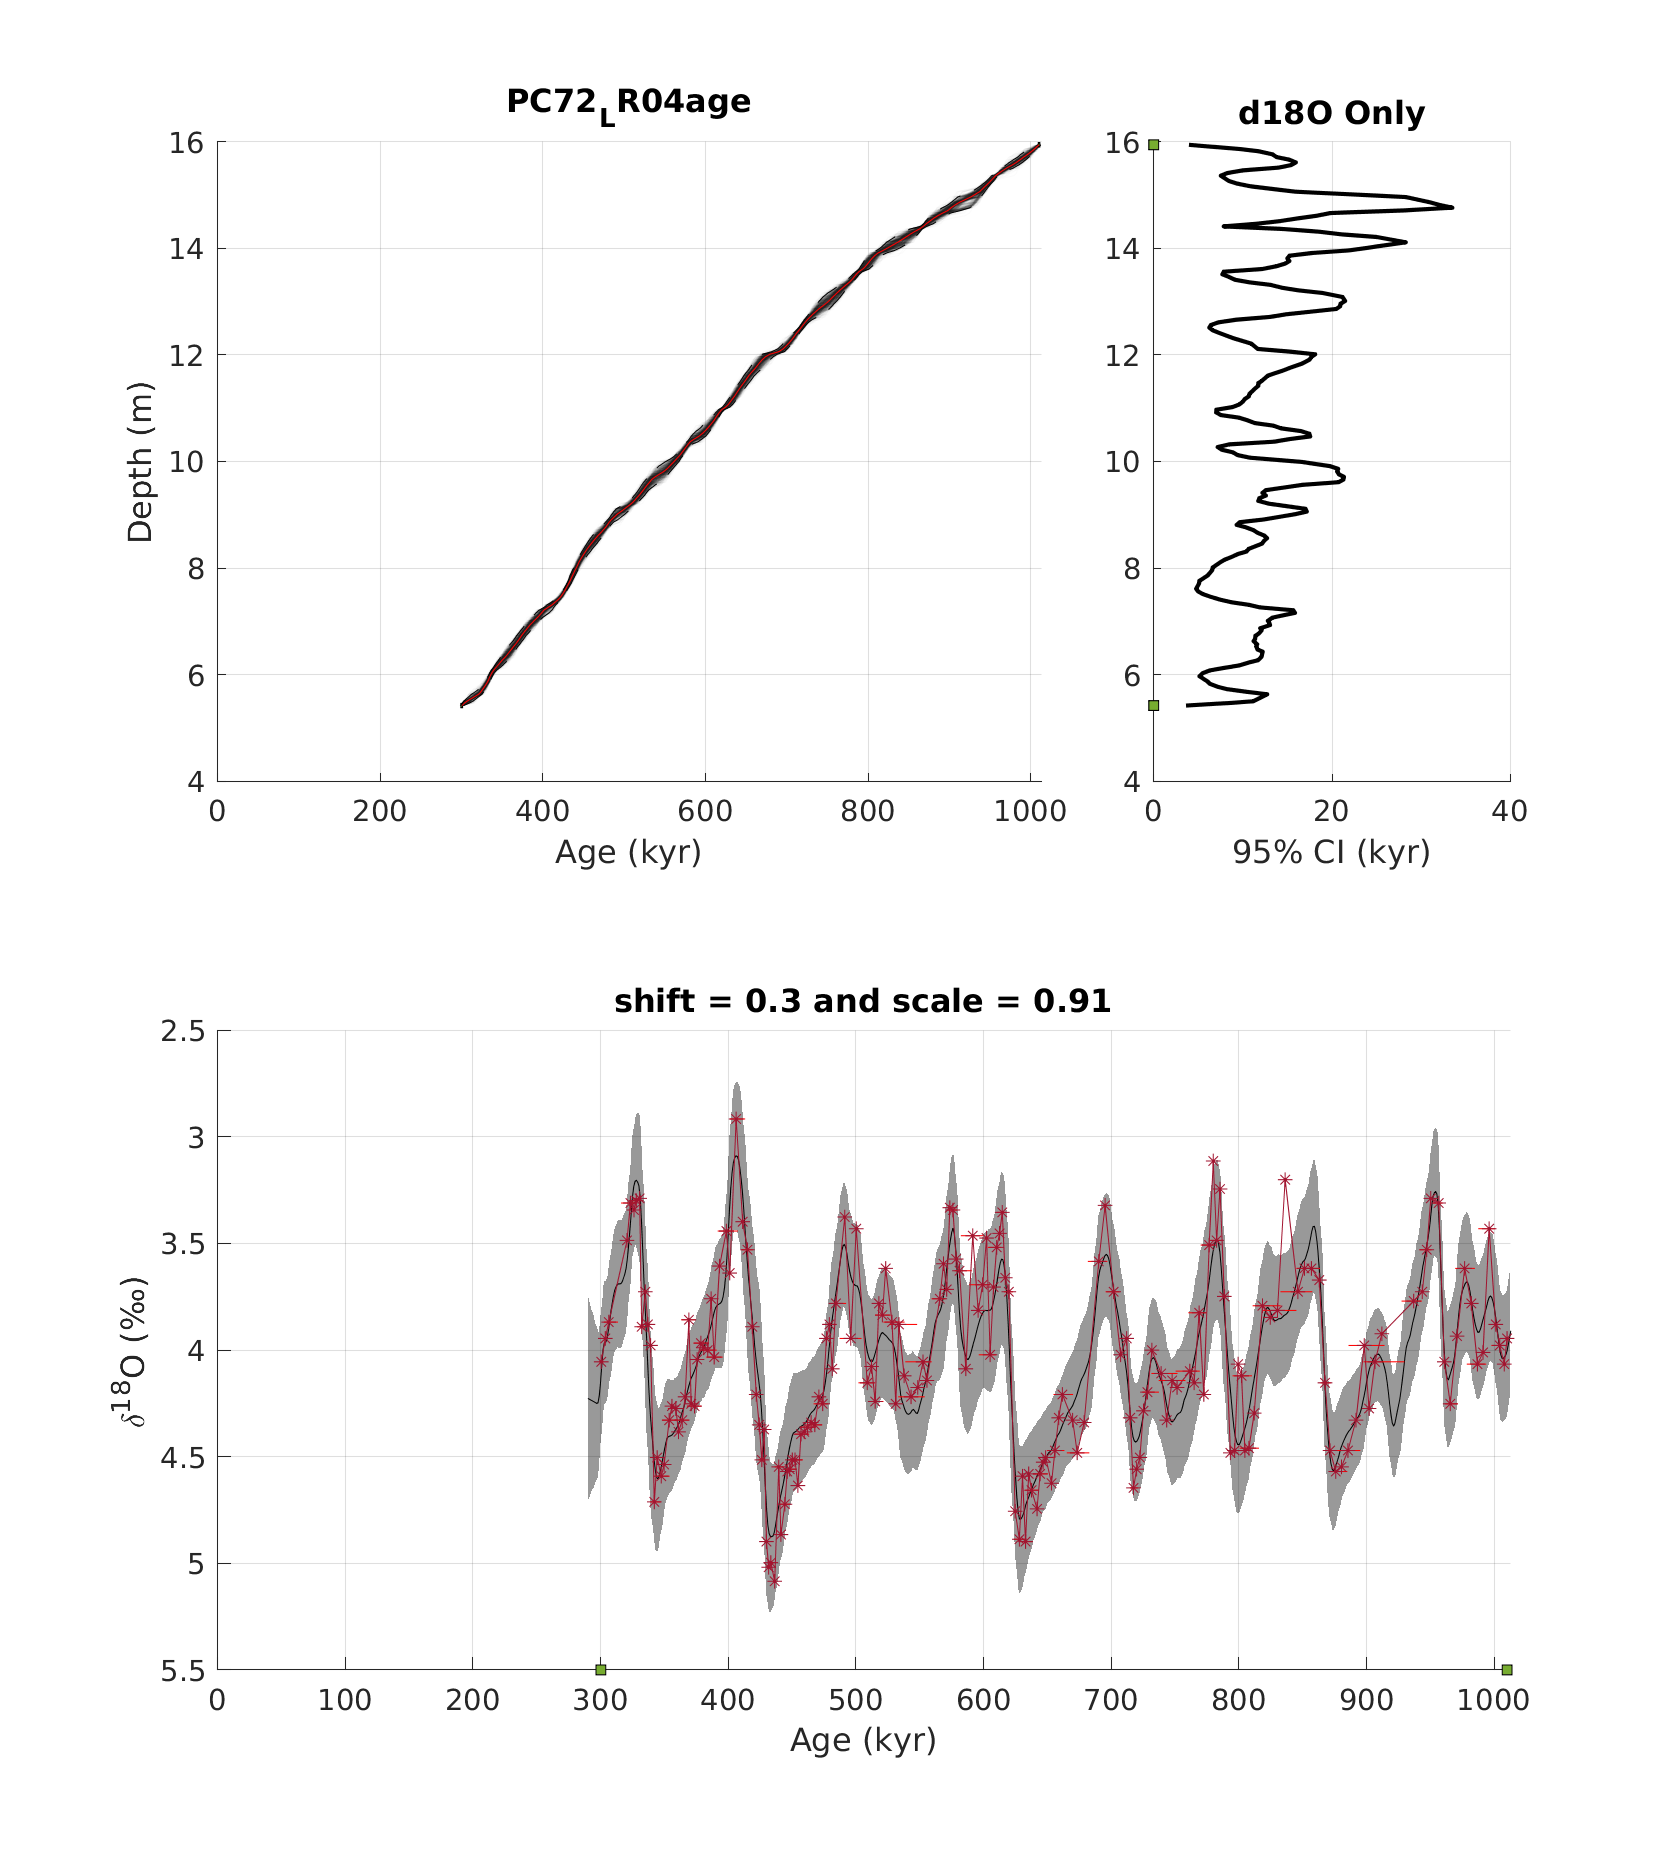 PC72LR04age
d18O Only
16
14
12
10
8
6
4
Depth (m)
0 200 400 600 800 1000
Age (kyr)
16
14
12
10
8
6
4
0 20 40
95% CI (kyr)
shift = 0.3 and scale = 0.91
2.5
3
3.5
4
4.5
5
5.5
δ18O (‰)
0 100 200 300 400 500 600 700 800 900 1000
Age (kyr)